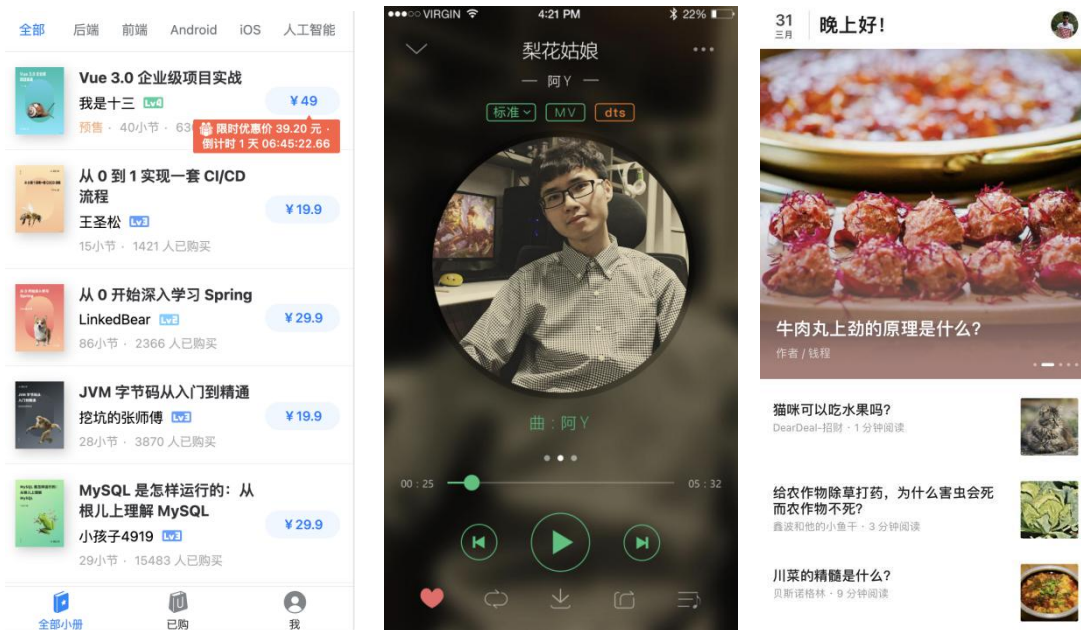 全部 后端 前端 Android iOS 人工智能
Vue 3.0 企业级项目实战
我是十三 Lv4
¥49
预售 · 40小节 · 63
限时优惠价 39.20 元 ·
倒计时 1 天 06:45:22.66
从 0 到 1 实现一套 CI/CD
流程
王圣松 Lv3
¥19.9
15小节 · 1421 人已购买
从 0 开始深入学习 Spring
LinkedBear Lv2
¥29.9
86小节 · 2366 人已购买
JVM 字节码从入门到精通
挖坑的张师傅 Lv3
¥19.9
28小节 · 3870 人已购买
MySQL 是怎样运行的：从
根儿上理解 MySQL
小孩子4919 Lv3
¥29.9
29小节 · 15483 人已购买
全部小册 已购 我
VIRGIN 4:21 PM 22%
梨花姑娘
— 阿Y —
标准 MV dts
曲 : 阿Y
00 : 25 05 : 32
31
三月
晚上好!
牛肉丸上劲的原理是什么?
作者 / 钱程
猫咪可以吃水果吗?
DearDeal-招财 · 1 分钟阅读
给农作物除草打药，为什么害虫会死
而农作物不死?
鑫波和他的小鱼干 · 3 分钟阅读
川菜的精髓是什么?
贝斯诺格林 · 9 分钟阅读